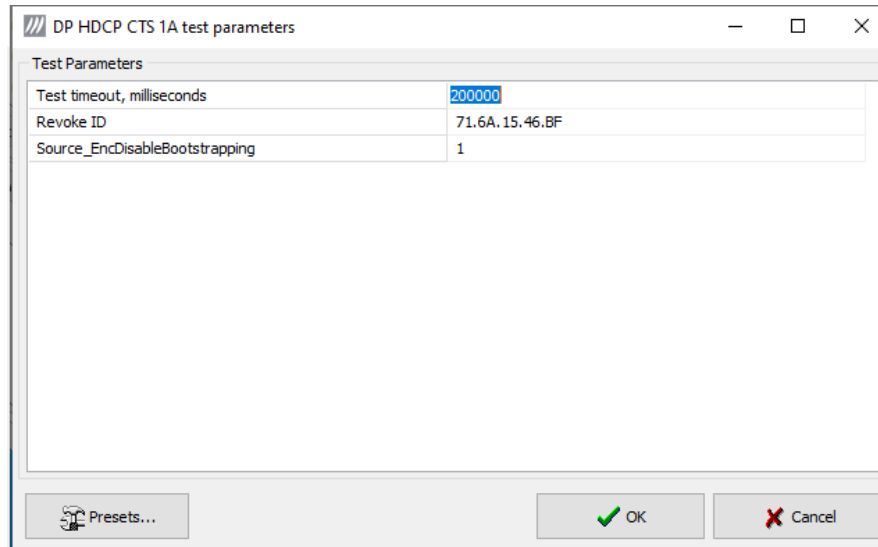 DP HDCP CTS 1A test parameters
Test Parameters
Test timeout, milliseconds 200000
Revoke ID 71.6A.15.46.BF
Source_EncDisableBootstrapping 1
Presets... OK Cancel